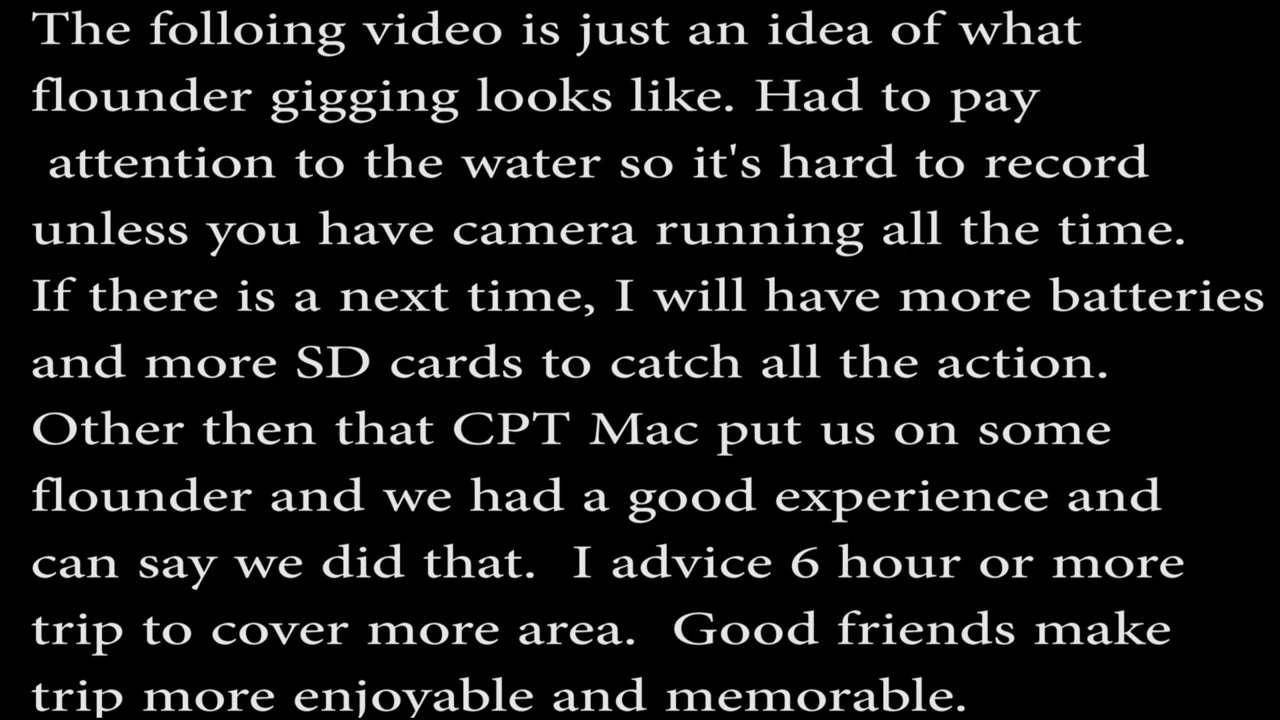 The folloing video is just an idea of what
flounder gigging looks like. Had to pay
attention to the water so it's hard to record
unless you have camera running all the time.
If there is a next time, I will have more batteries
and more SD cards to catch all the action.
Other then that CPT Mac put us on some
flounder and we had a good experience and
can say we did that.  I advice 6 hour or more
trip to cover more area.  Good friends make
trip more enjoyable and memorable.